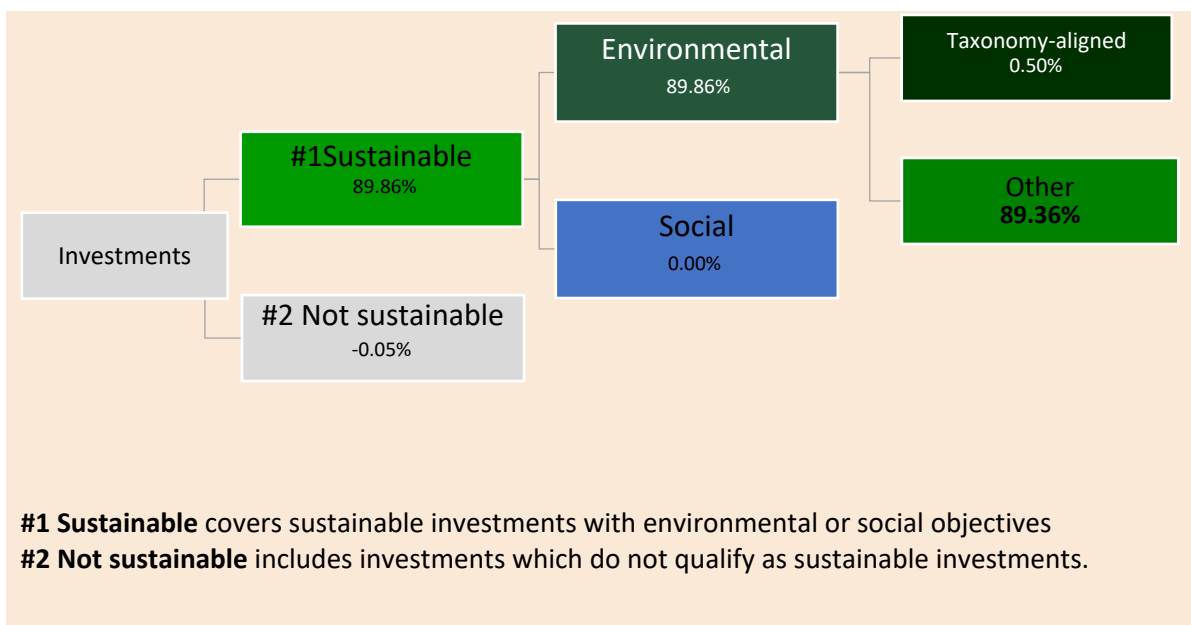 Investments
#1Sustainable
89.86%
#2 Not sustainable
-0.05%
Environmental
89.86%
Social
0.00%
Taxonomy-aligned
0.50%
Other
89.36%
#1 Sustainable covers sustainable investments with environmental or social objectives
#2 Not sustainable includes investments which do not qualify as sustainable investments.